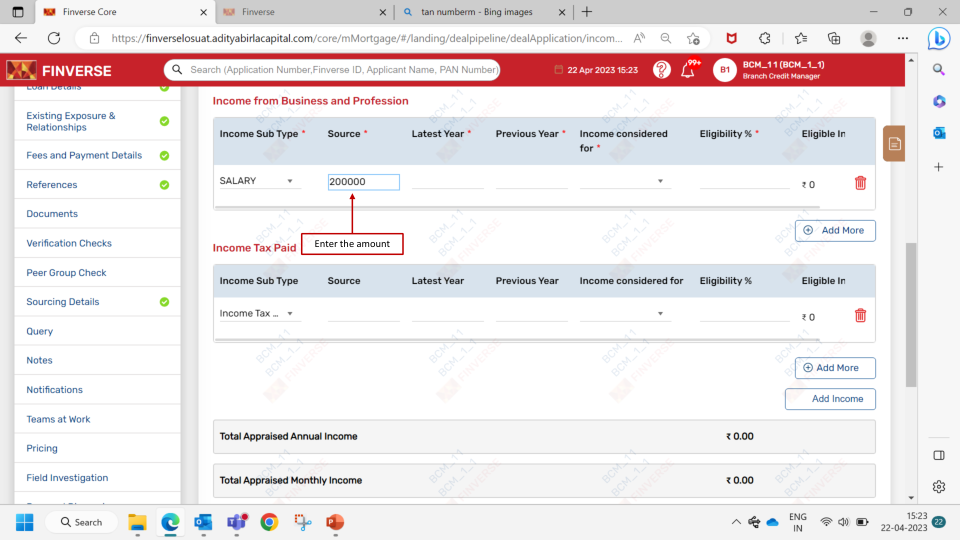 Finverse Core
Finverse
tan numberm - Bing images
https://finverselosuat.adityabirlacapital.com/core/mMortgage/#/landing/dealpipeline/dealApplication/incom...
FINVERSE
Search (Application Number,Finverse ID, Applicant Name, PAN Number)
22 Apr 2023 15:23
99+
B1
BCM_11 (BCM_1_1)
Branch Credit Manager
Loan Details
Existing Exposure &
Relationships
Fees and Payment Details
References
Documents
Verification Checks
Peer Group Check
Sourcing Details
Query
Notes
Notifications
Teams at Work
Pricing
Field Investigation
Income from Business and Profession
Income Sub Type * Source * Latest Year * Previous Year * Income considered for * Eligibility % * Eligible In
SALARY 200000 ₹ 0
Enter the amount
Add More
Income Tax Paid
Income Sub Type Source Latest Year Previous Year Income considered for Eligibility % Eligible In
Income Tax ... ₹ 0
Add More
Add Income
Total Appraised Annual Income ₹ 0.00
Total Appraised Monthly Income ₹ 0.00
BCM_11
BCM_1_1
FINVERSE
Search
ENG
IN
15:23
22-04-2023
22